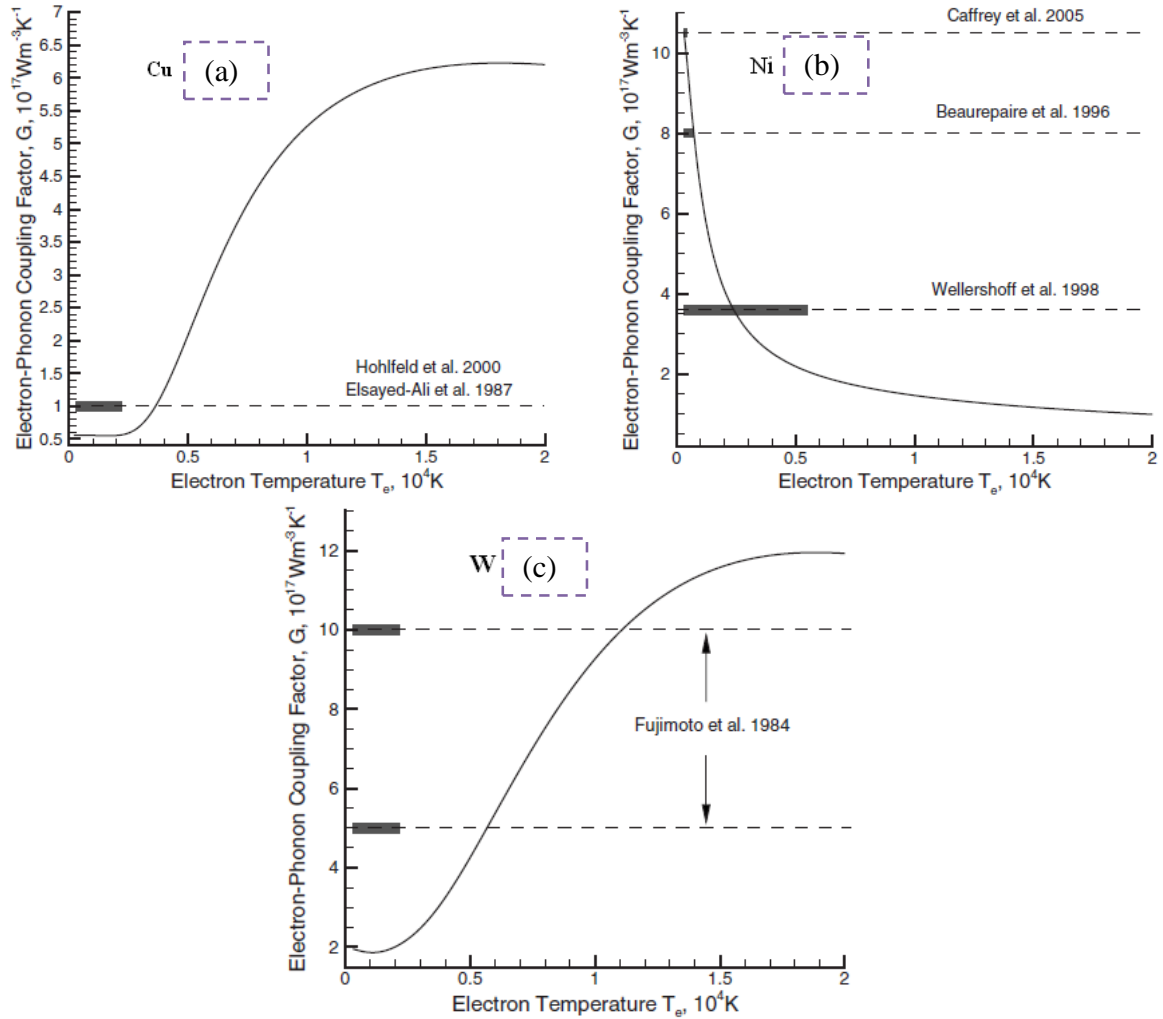 Electron-Phonon Coupling Factor, G, 10¹⁷Wm⁻³K⁻¹
7
6.5
6
5.5
5
4.5
4
3.5
3
2.5
2
1.5
1
0.5
Cu (a)
Hohlfeld et al. 2000
Elsayed-Ali et al. 1987
0 0.5 1 1.5 2
Electron Temperature Tₑ, 10⁴K
Electron-Phonon Coupling Factor, G, 10¹⁷Wm⁻³K⁻¹
10
8
6
4
2
Ni (b)
Caffrey et al. 2005
Beaurepaire et al. 1996
Wellershoff et al. 1998
0 0.5 1 1.5 2
Electron Temperature Tₑ, 10⁴K
Electron-Phonon Coupling Factor, G, 10¹⁷Wm⁻³K⁻¹
12
10
8
6
4
2
W (c)
Fujimoto et al. 1984
0 0.5 1 1.5 2
Electron Temperature Tₑ, 10⁴K